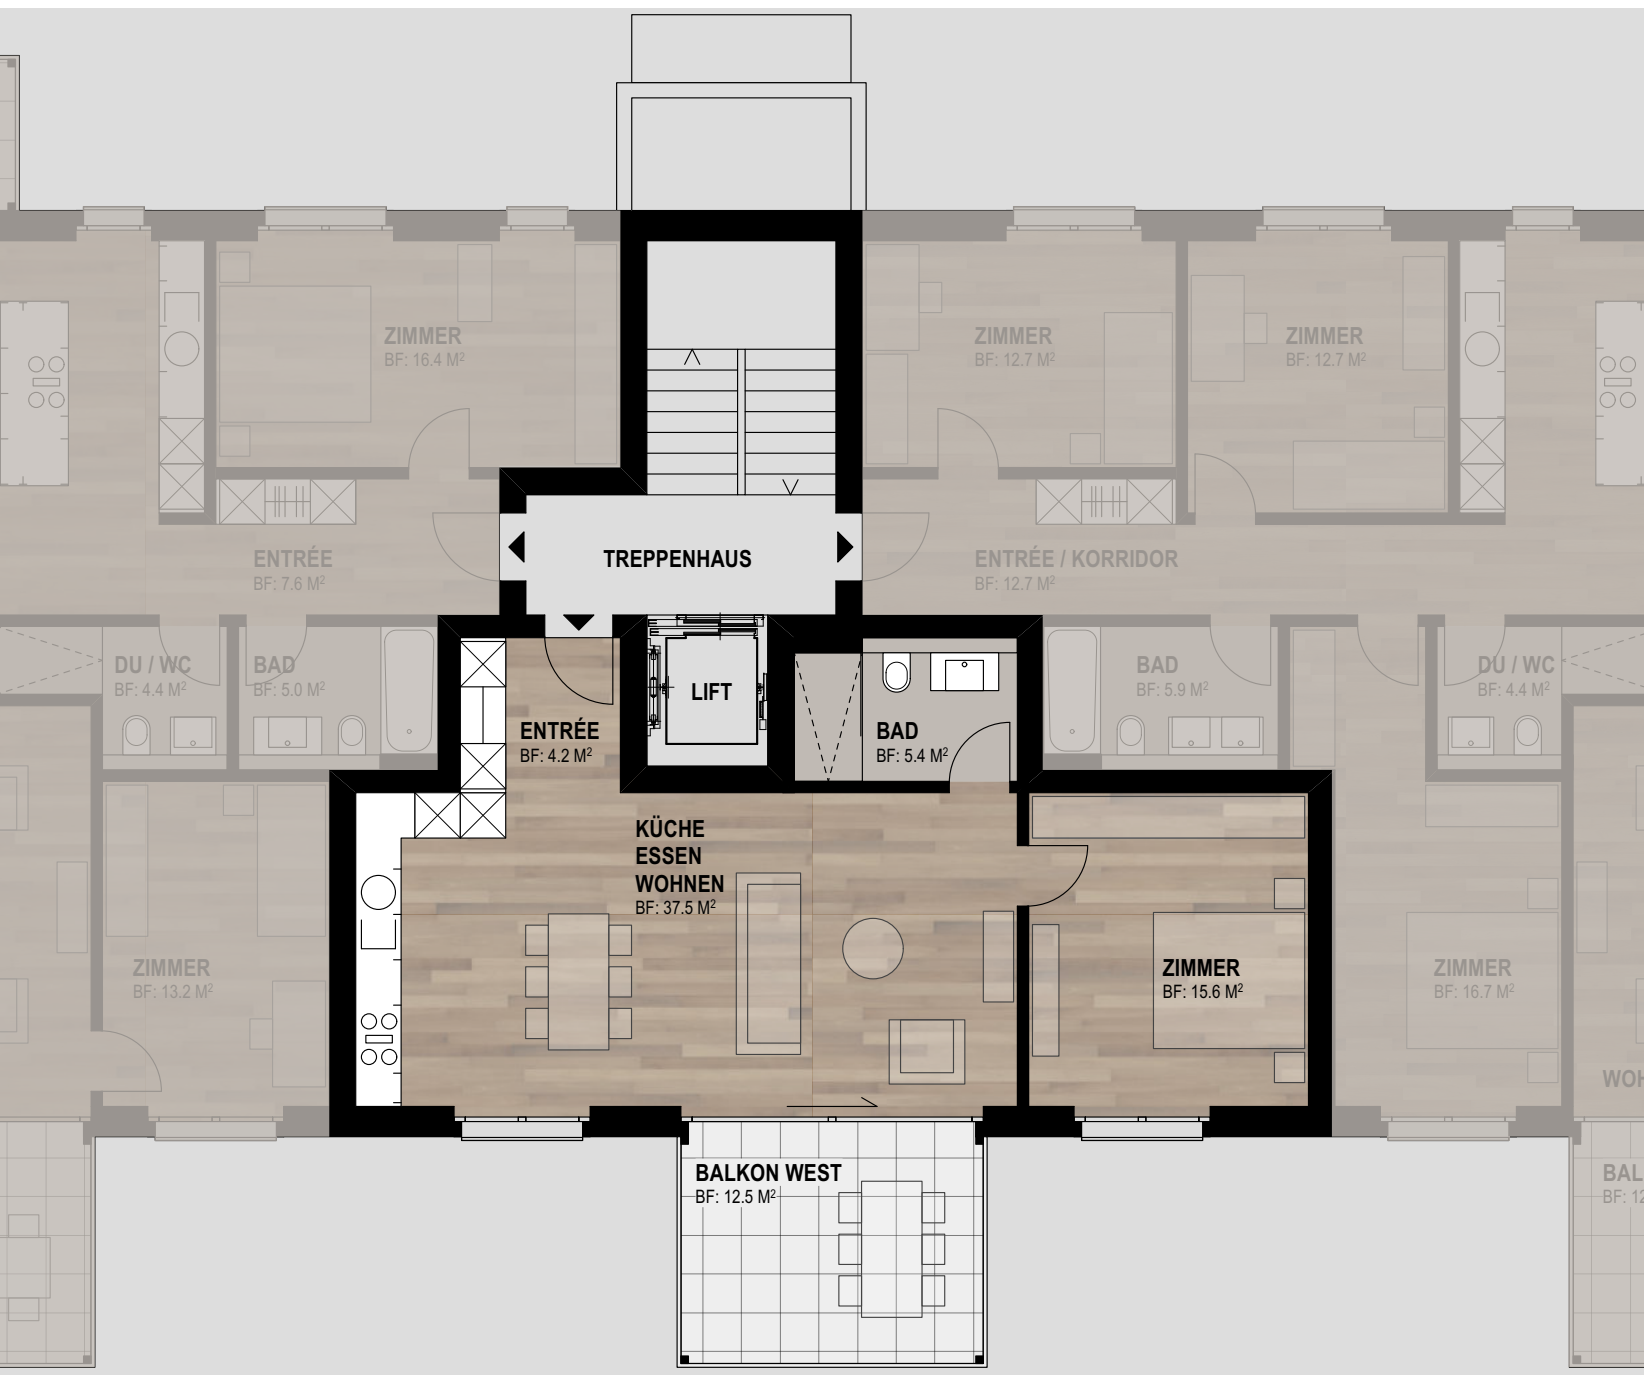 ZIMMER
BF: 16.4 M²
ZIMMER
BF: 12.7 M²
ZIMMER
BF: 12.7 M²
ENTRÉE
BF: 7.6 M²
TREPPENHAUS
ENTRÉE / KORRIDOR
BF: 12.7 M²
DU / WC
BF: 4.4 M²
BAD
BF: 5.0 M²
LIFT
ENTRÉE
BF: 4.2 M²
BAD
BF: 5.4 M²
BAD
BF: 5.9 M²
DU / WC
BF: 4.4 M²
KÜCHE
ESSEN
WOHNEN
BF: 37.5 M²
ZIMMER
BF: 13.2 M²
ZIMMER
BF: 15.6 M²
ZIMMER
BF: 16.7 M²
WOH
BALKON WEST
BF: 12.5 M²
BAL
BF: 12